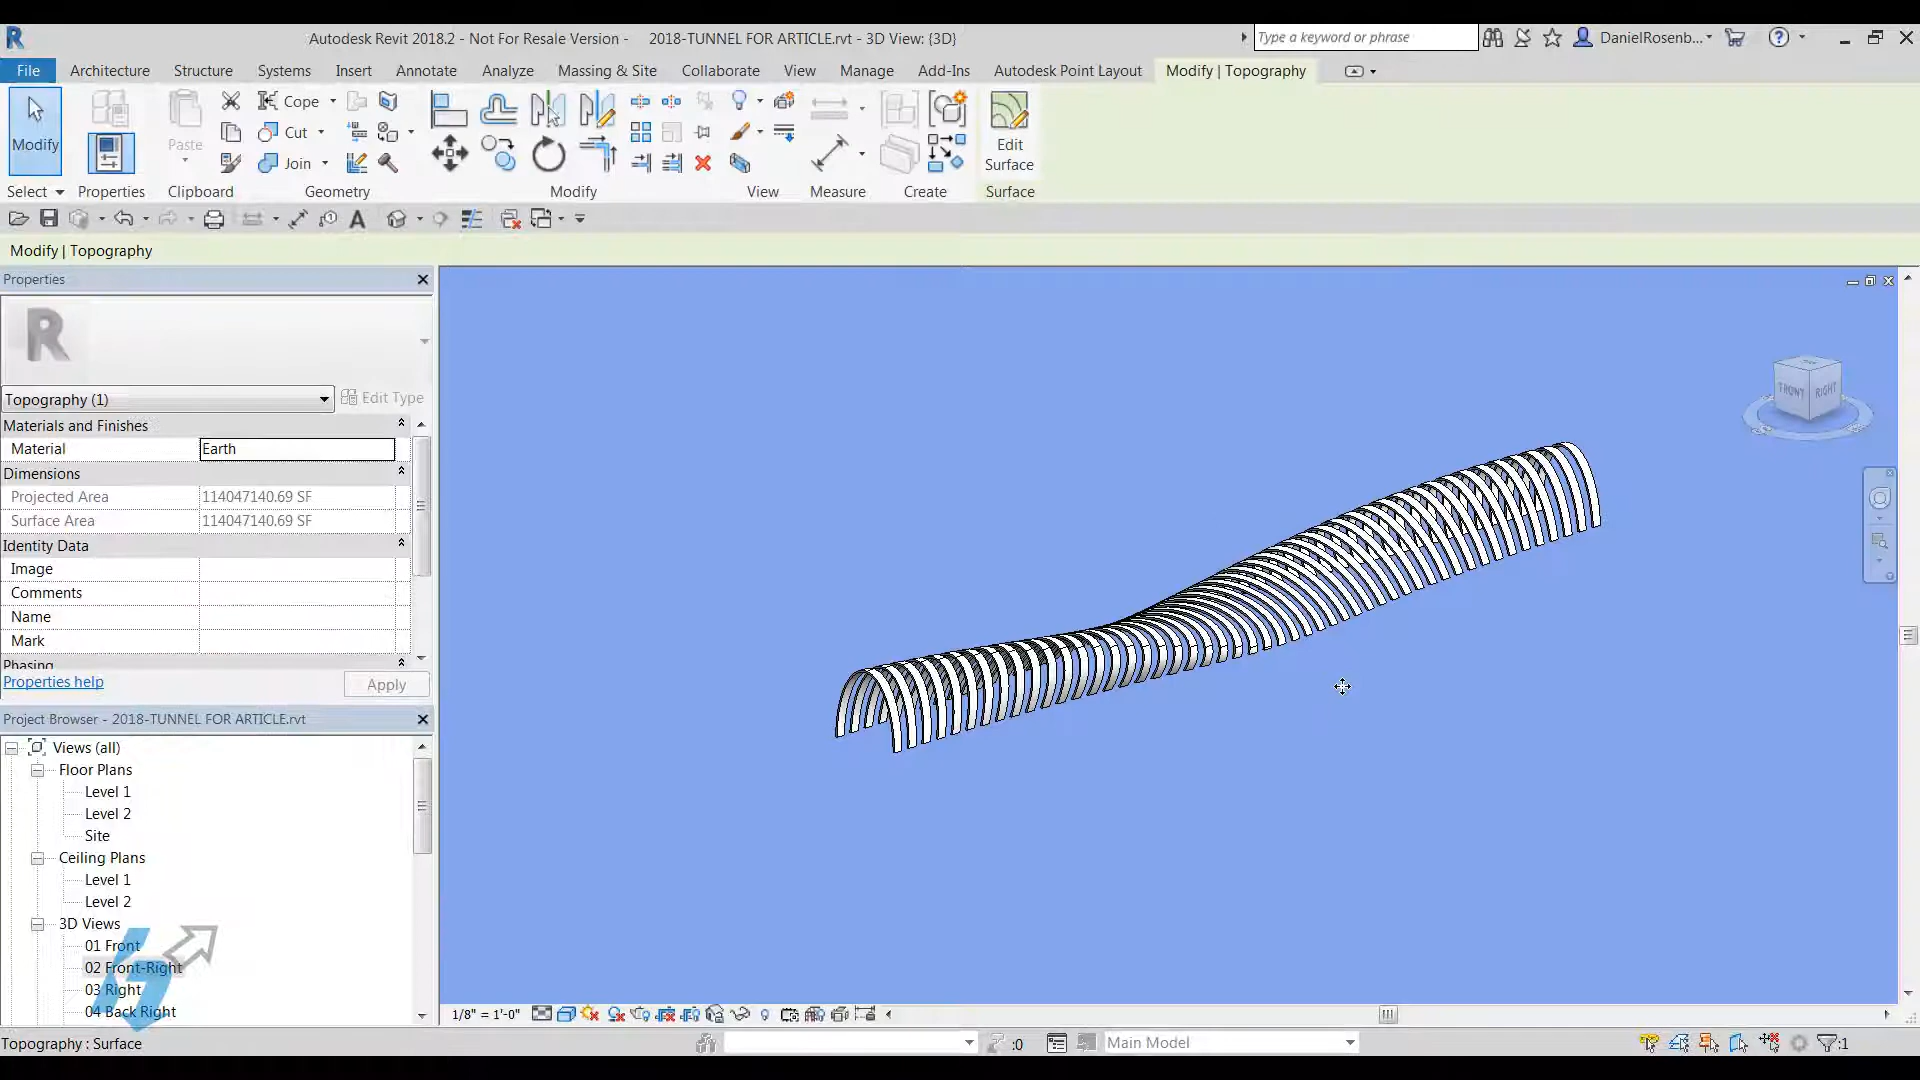 Autodesk Revit 2018.2 - Not For Resale Version - 2018-TUNNEL FOR ARTICLE.rvt - 3D View: {3D}
Type a keyword or phrase
DanielRosenb...
File Architecture Structure Systems Insert Annotate Analyze Massing & Site Collaborate View Manage Add-Ins Autodesk Point Layout Modify | Topography
Modify
Paste
Cope
Cut
Join
Edit
Surface
Select Properties Clipboard Geometry Modify View Measure Create Surface
Modify | Topography
Properties
R
Topography (1)
Edit Type
Materials and Finishes
Material Earth
Dimensions
Projected Area 114047140.69 SF
Surface Area 114047140.69 SF
Identity Data
Image
Comments
Name
Mark
Phasing
Properties help
Apply
Project Browser - 2018-TUNNEL FOR ARTICLE.rvt
Views (all)
Floor Plans
Level 1
Level 2
Site
Ceiling Plans
Level 1
Level 2
3D Views
01 Front
02 Front-Right
03 Right
04 Back Right
FRONT
RIGHT
1/8" = 1'-0"
Topography : Surface
:0
Main Model
:1